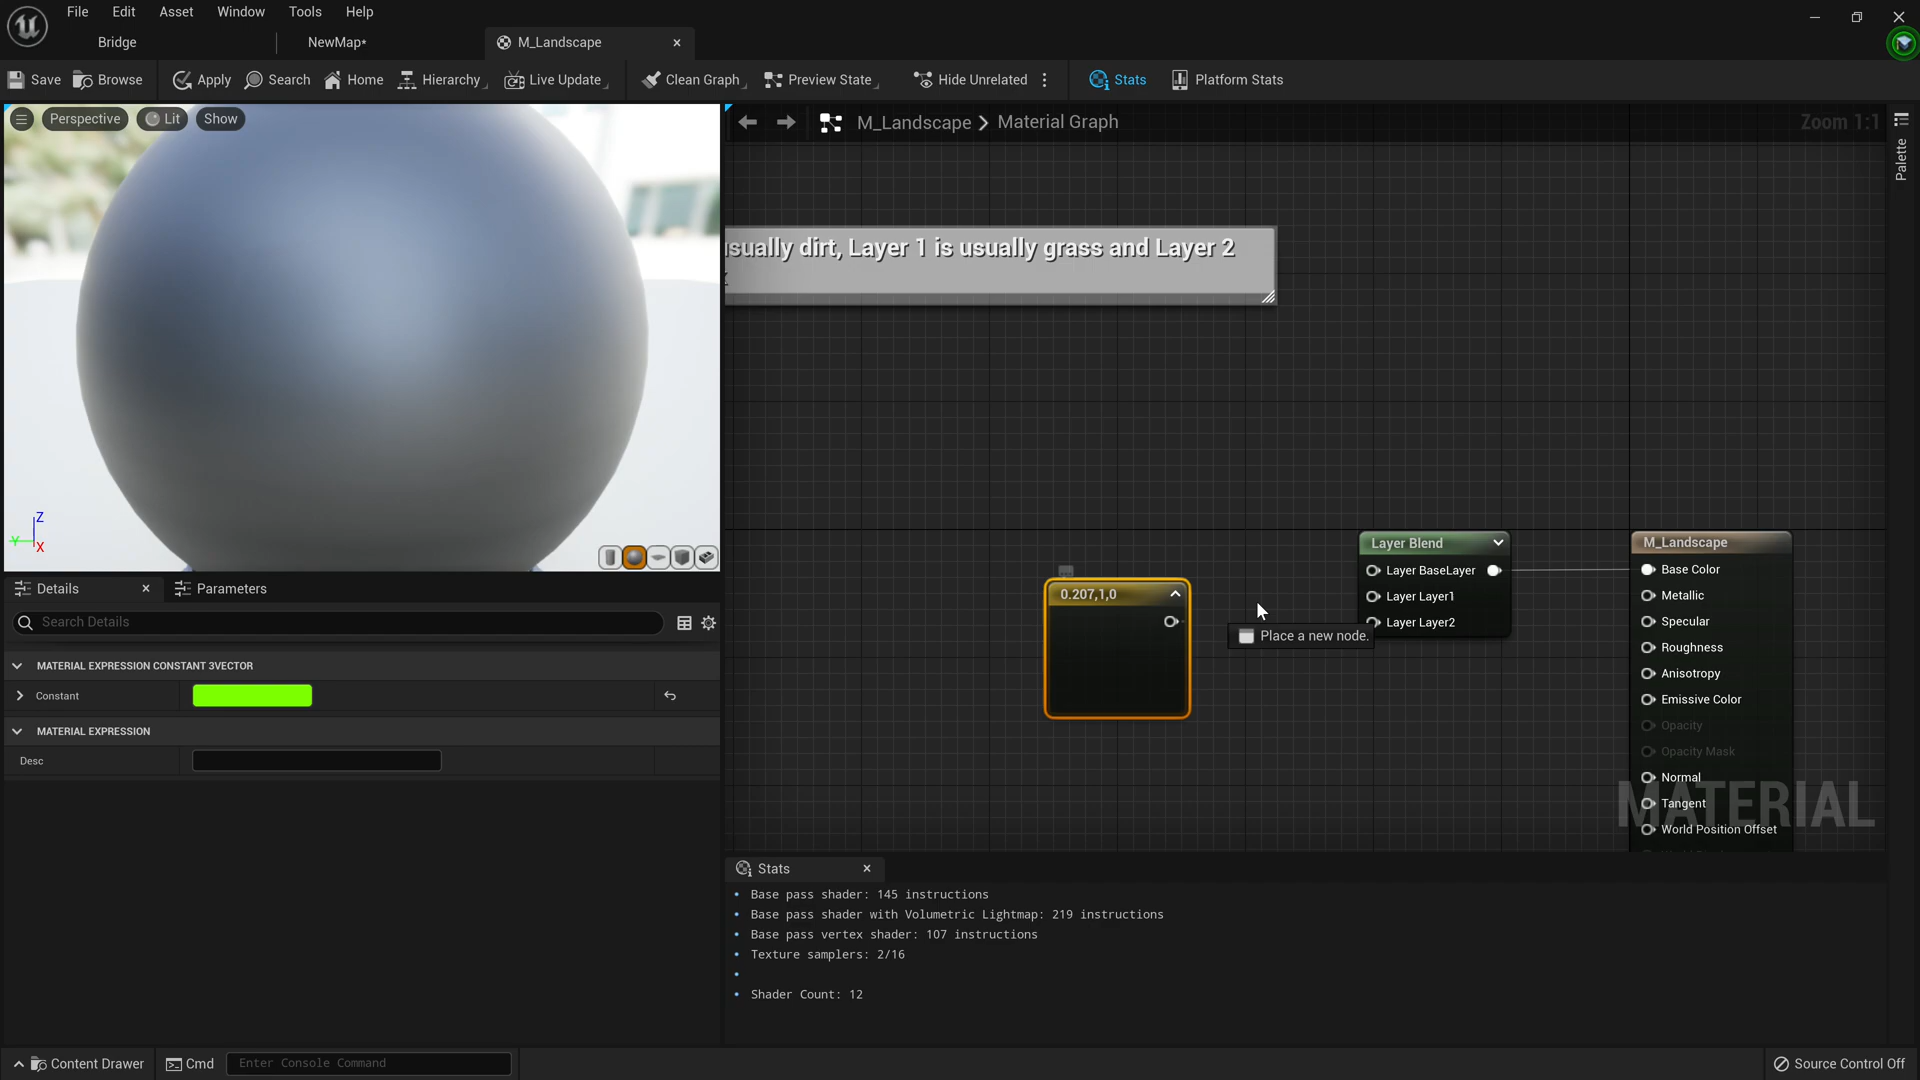 File Edit Asset Window Tools Help
Bridge NewMap* M_Landscape
Save Browse Apply Search Home Hierarchy Live Update Clean Graph Preview State Hide Unrelated Stats Platform Stats
Perspective Lit Show
M_Landscape > Material Graph
Zoom 1:1
Palette
usually dirt, Layer 1 is usually grass and Layer 2
0.207,1,0
Place a new node.
Layer Blend
Layer BaseLayer
Layer Layer1
Layer Layer2
M_Landscape
Base Color
Metallic
Specular
Roughness
Anisotropy
Emissive Color
Opacity
Opacity Mask
Normal
Tangent
World Position Offset
MATERIAL
Z
Y
X
Details Parameters
Search Details
MATERIAL EXPRESSION CONSTANT 3VECTOR
Constant
MATERIAL EXPRESSION
Desc
Stats
Base pass shader: 145 instructions
Base pass shader with Volumetric Lightmap: 219 instructions
Base pass vertex shader: 107 instructions
Texture samplers: 2/16
Shader Count: 12
Content Drawer Cmd Enter Console Command Source Control Off